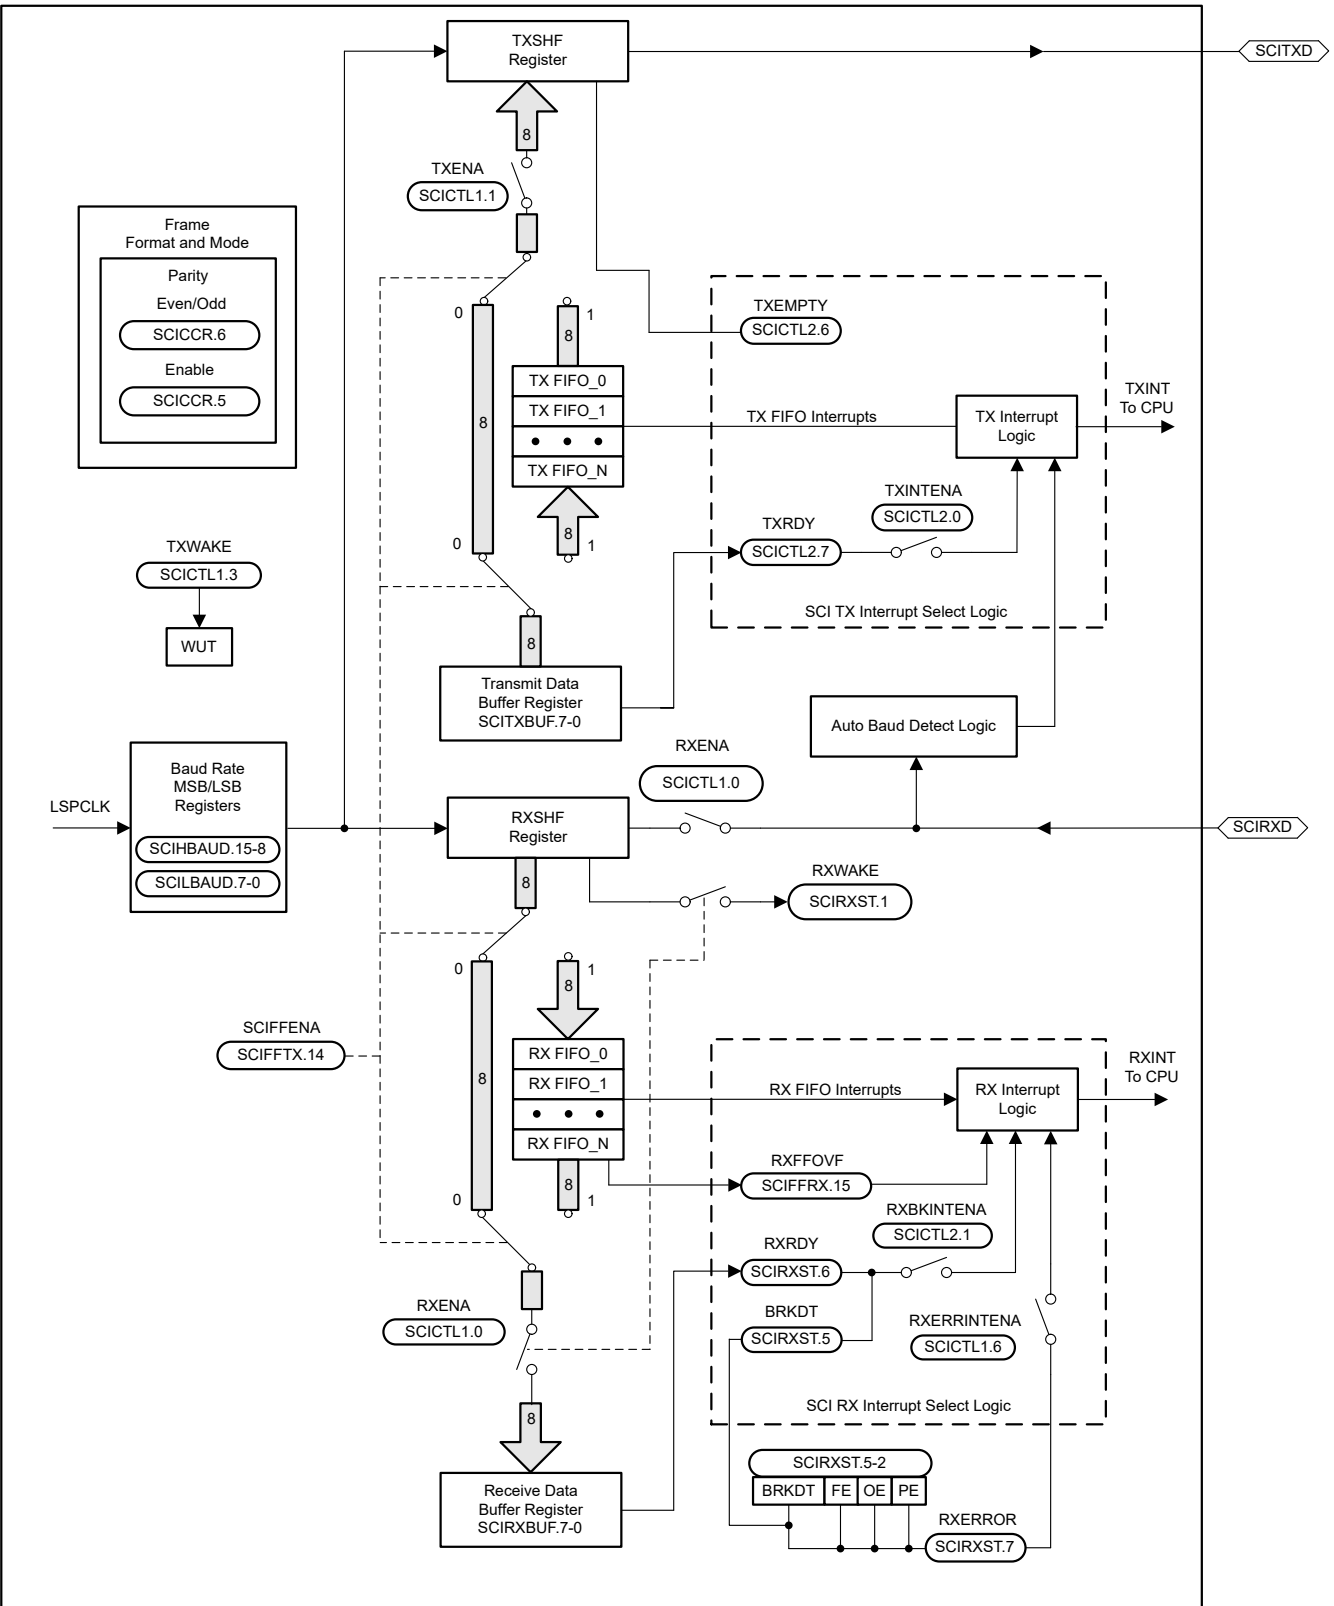 TXSHF
Register
SCITXD
8
TXENA
SCICTL1.1
Frame
Format and Mode
Parity
Even/Odd
SCICCR.6
Enable
SCICCR.5
0
8
0
1
8
TX FIFO_0
TX FIFO_1
TX FIFO_N
8
1
TXEMPTY
SCICTL2.6
TX FIFO Interrupts
TX Interrupt
Logic
TXINT
To CPU
TXINTENA
SCICTL2.0
TXRDY
SCICTL2.7
SCI TX Interrupt Select Logic
TXWAKE
SCICTL1.3
WUT
8
Transmit Data
Buffer Register
SCITXBUF.7-0
Auto Baud Detect Logic
RXENA
SCICTL1.0
LSPCLK
Baud Rate
MSB/LSB
Registers
SCIHBAUD.15-8
SCILBAUD.7-0
RXSHF
Register
SCIRXD
8
RXWAKE
SCIRXST.1
0
8
0
1
8
RX FIFO_0
RX FIFO_1
RX FIFO_N
8
1
SCIFFENA
SCIFFTX.14
RX FIFO Interrupts
RX Interrupt
Logic
RXINT
To CPU
RXFFOVF
SCIFFRX.15
RXBKINTENA
SCICTL2.1
RXRDY
SCIRXST.6
BRKDT
SCIRXST.5
RXERRINTENA
SCICTL1.6
SCI RX Interrupt Select Logic
RXENA
SCICTL1.0
8
Receive Data
Buffer Register
SCIRXBUF.7-0
SCIRXST.5-2
BRKDT FE OE PE
RXERROR
SCIRXST.7